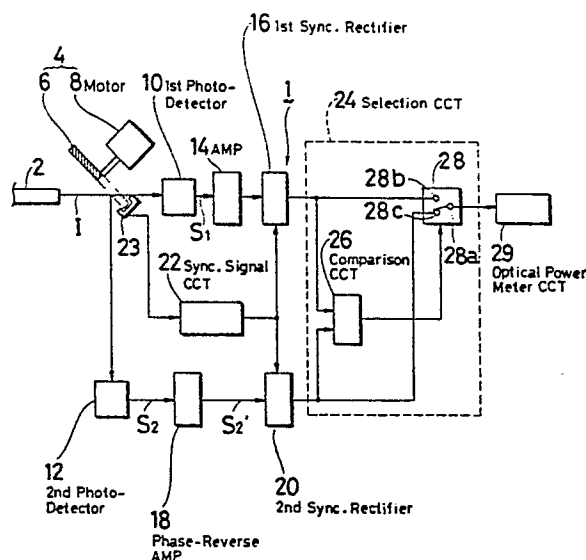 16 1st Sync. Rectifier
4
6
8 Motor
10 1st Photo-
Detector
1
24 Selection CCT
14 AMP
2
28
28b
28c
28a
I
S1
23
26
Comparison
CCT
29
Optical Power
Meter CCT
22 Sync. Signal
CCT
S2
S2'
12
2nd Photo-
Detector
18
Phase-Reverse
AMP
20
2nd Sync. Rectifier